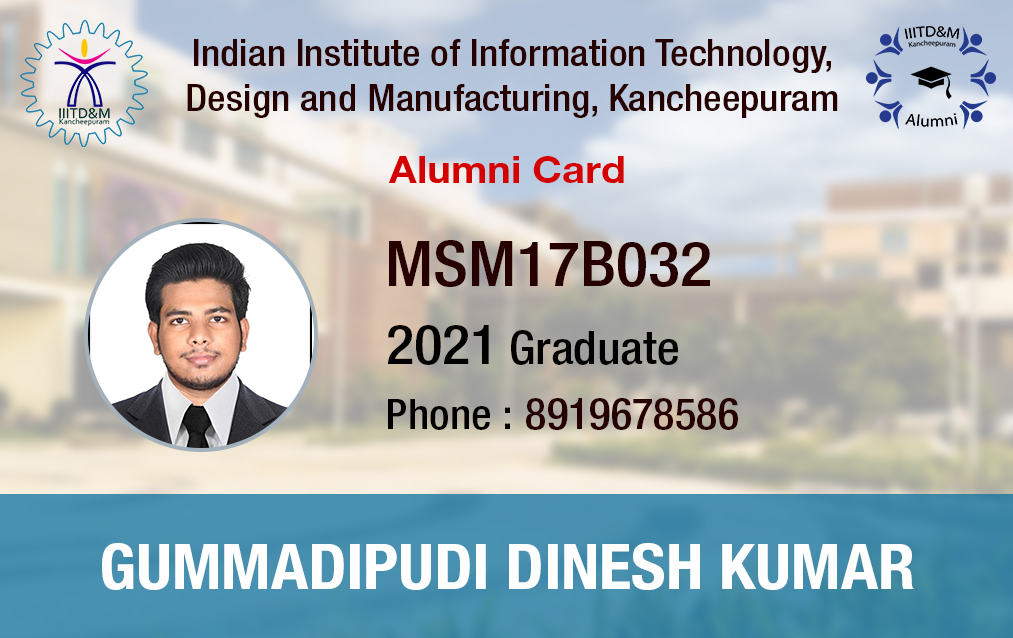 IIITD&M
Kancheepuram
Indian Institute of Information Technology,
Design and Manufacturing, Kancheepuram
IIITD&M
Kancheepuram
Alumni
Alumni Card
MSM17B032
2021 Graduate
Phone : 8919678586
GUMMADIPUDI DINESH KUMAR